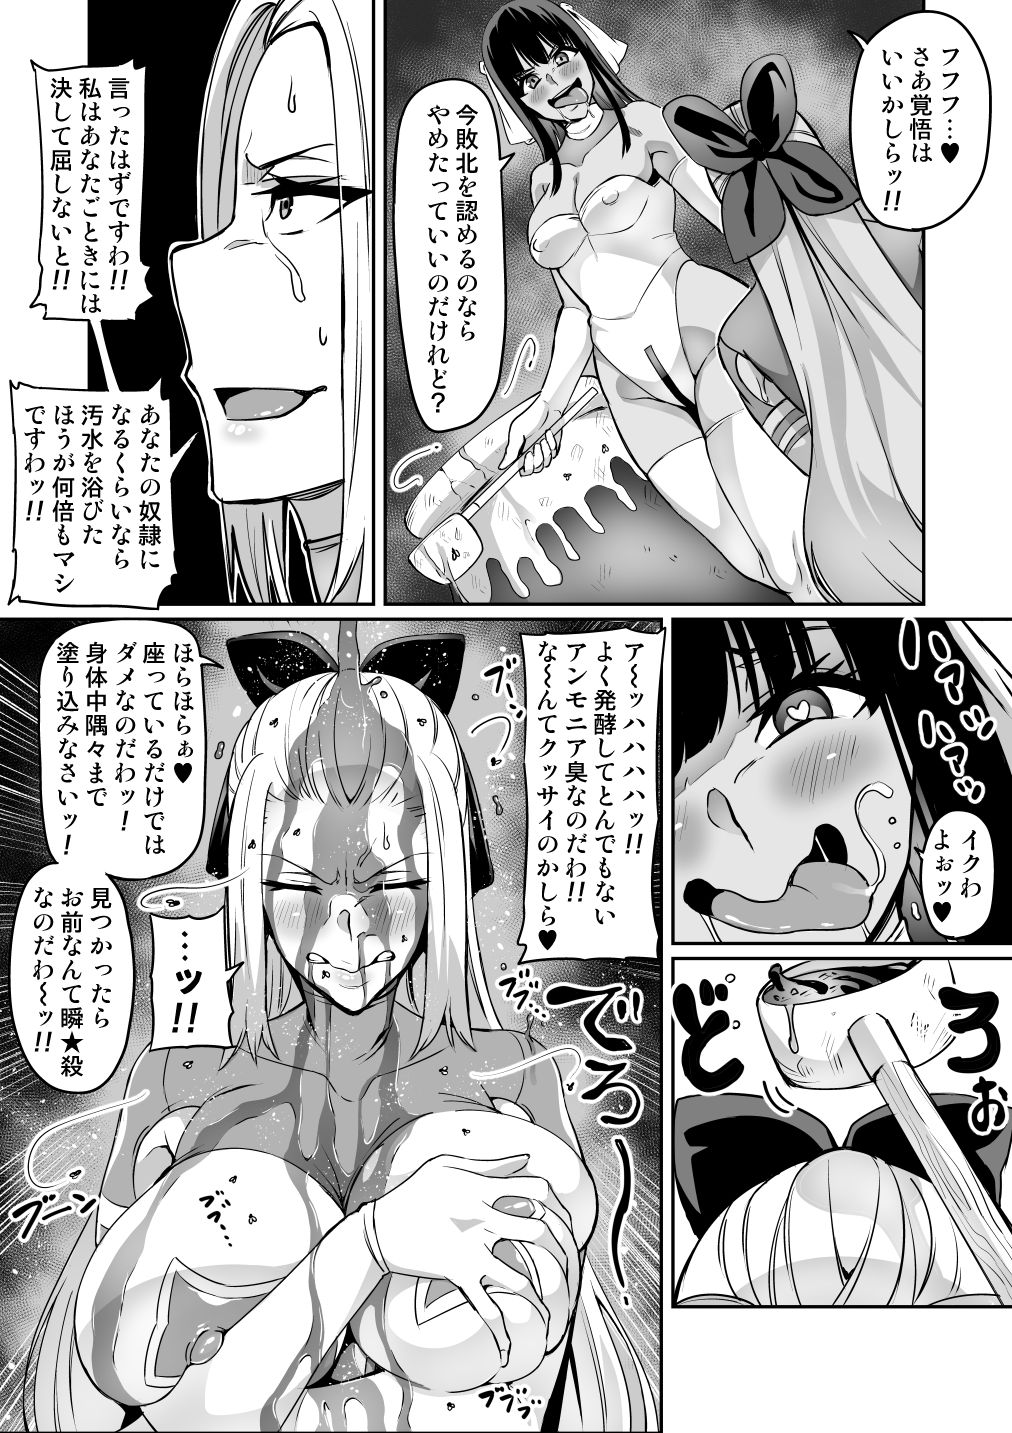 フフフ…♥
さあ覚悟は
いいかしらッ!!
今敗北を認めるのなら
やめたっていいのだけれど？
言ったはずですわ!!
私はあなたごときには
決して屈しないと!!
あなたの奴隷に
なるくらいなら
汚水を浴びた
ほうが何倍もマシ
ですわッ!!
イクわ
よぉッ♥
どろぉ
ア〜ッハハハハッ!!
よ〜く発酵してとんでもない
アンモニア臭なのだわ!!
な〜んてクッサイのかしら♥
ブブ…
でろ〜
…ッ!!
ほらほらぁ♥
座っているだけでは
ダメなのだわッ！
身体中隅々まで
塗り込みなさいッ！
見つかったら
お前なんて瞬★殺
なのだわ〜ッ!!
ブーン
ブブ…
ブブブ